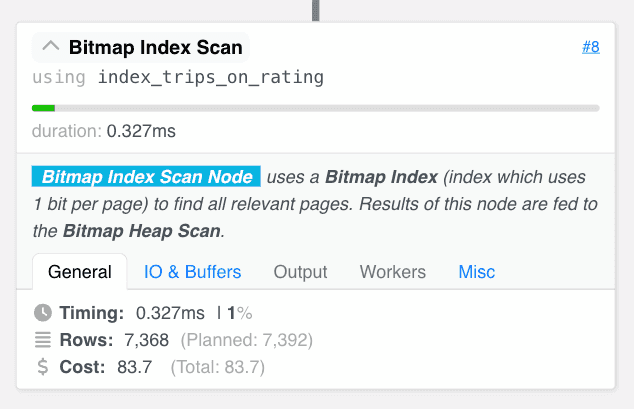 Bitmap Index Scan #8
using index_trips_on_rating
duration: 0.327ms
Bitmap Index Scan Node uses a Bitmap Index (index which uses
1 bit per page) to find all relevant pages. Results of this node are fed to
the Bitmap Heap Scan.
General IO & Buffers Output Workers Misc
Timing: 0.327ms | 1%
Rows: 7,368 (Planned: 7,392)
$ Cost: 83.7 (Total: 83.7)